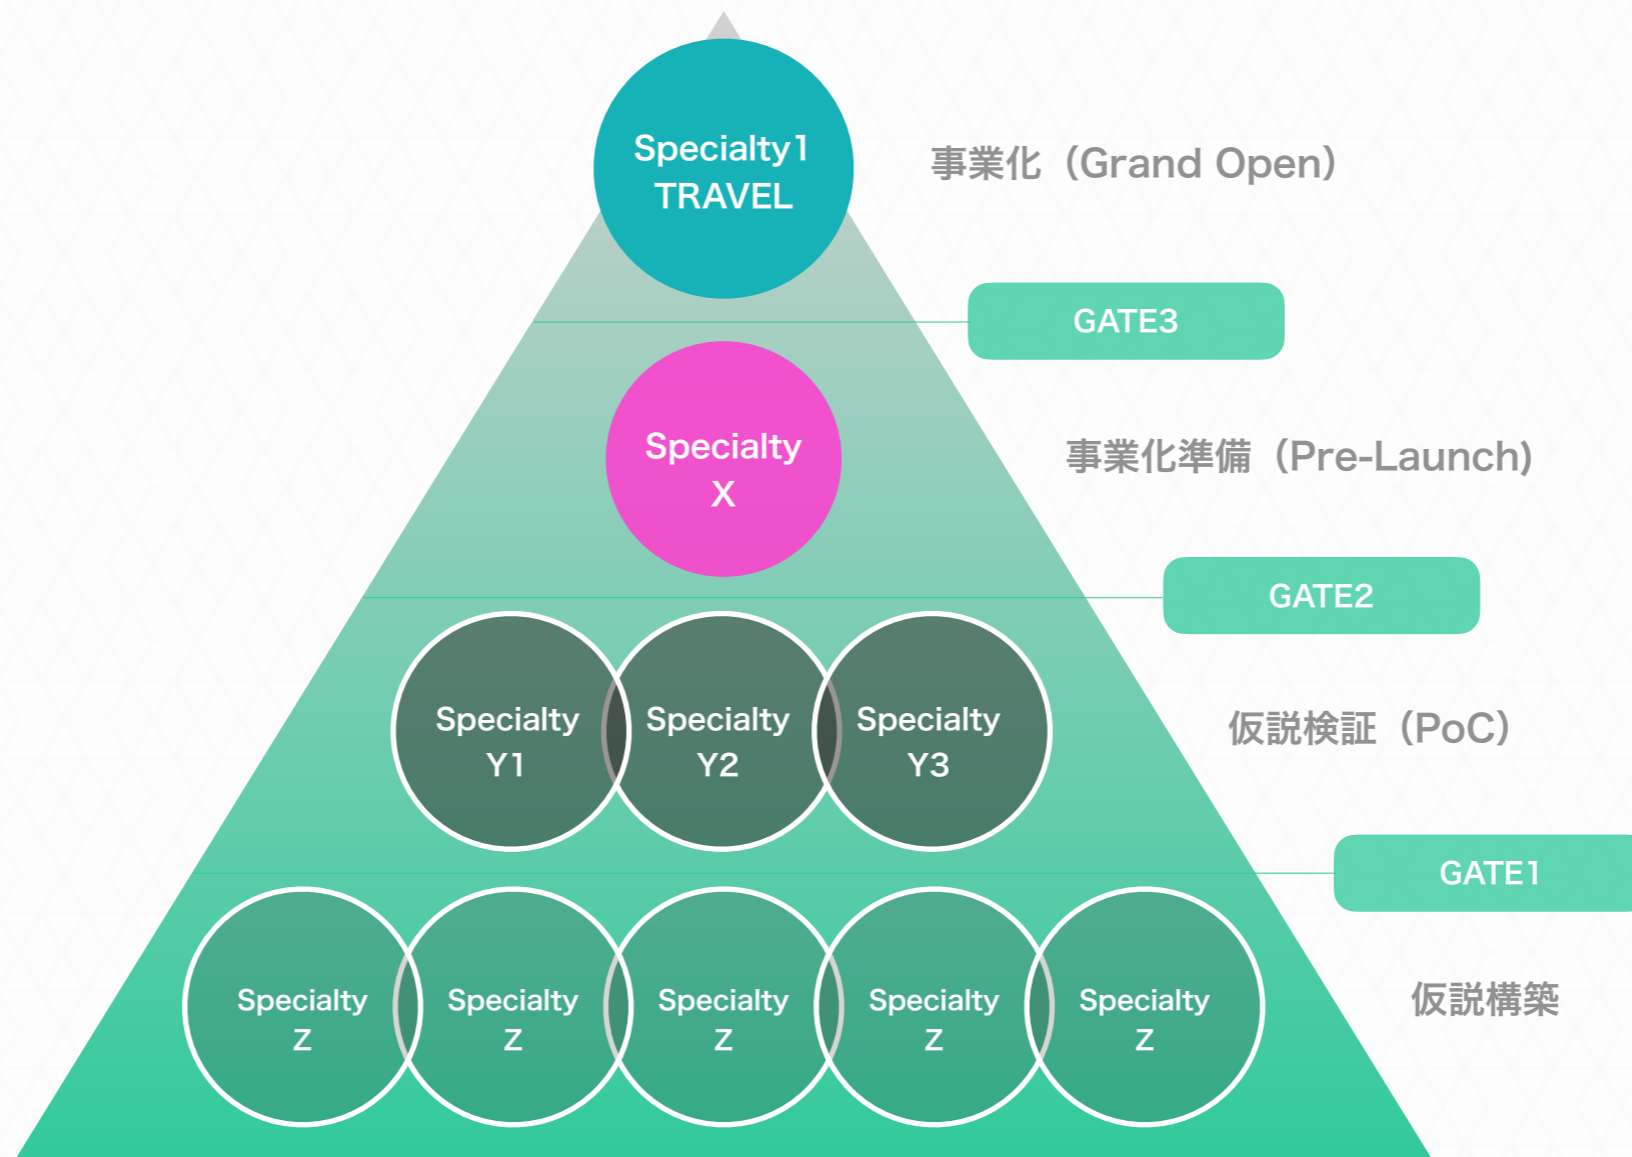 Specialty1
TRAVEL
事業化（Grand Open）
GATE3
Specialty
X
事業化準備（Pre-Launch)
GATE2
Specialty
Y1
Specialty
Y2
Specialty
Y3
仮説検証（PoC）
GATE1
Specialty
Z
Specialty
Z
Specialty
Z
Specialty
Z
Specialty
Z
仮説構築